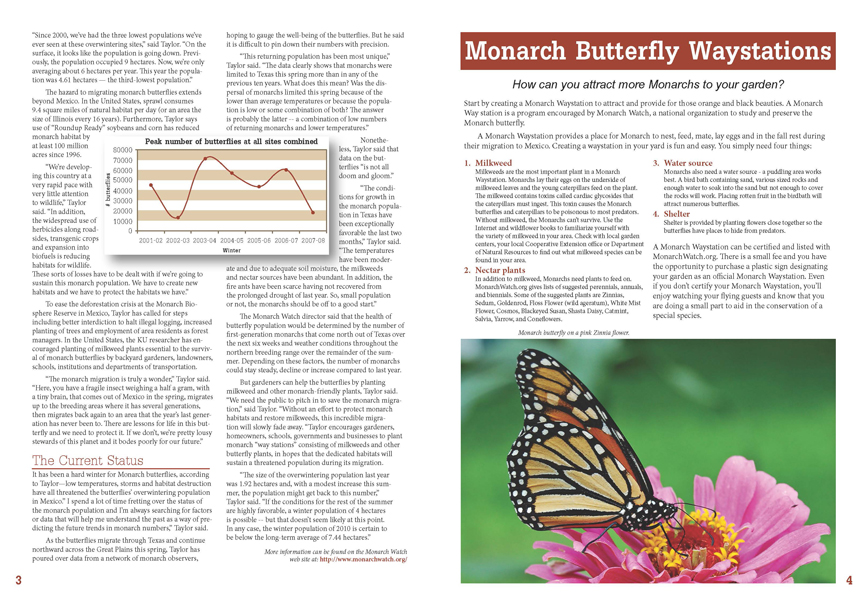 "Since 2000, we've had the three lowest populations we've
ever seen at these overwintering sites," said Taylor. "On the
surface, it looks like the population is going down. Previ-
ously, the population occupied 9 hectares. Now, we're only
averaging about 6 hectares per year. This year the popula-
tion was 4.61 hectares — the third-lowest population."
The hazard to migrating monarch butterflies extends
beyond Mexico. In the United States, sprawl consumes
9.4 square miles of natural habitat per day (for an area the
size of Illinois every 16 years). Furthermore, Taylor says
use of "Roundup Ready" soybeans and corn has reduced
monarch habitat by
at least 100 million
acres since 1996.
"We're develop-
ing this country at a
very rapid pace with
very little attention
to wildlife," Taylor
said. "In addition,
the widespread use of
herbicides along road-
sides, transgenic crops
and expansion into
biofuels is reducing
habitats for wildlife.
These sorts of losses have to be dealt with if we're going to
sustain this monarch population. We have to create new
habitats and we have to protect the habitats we have."
To ease the deforestation crisis at the Monarch Bio-
sphere Reserve in Mexico, Taylor has called for steps
including better interdiction to halt illegal logging, increased
planting of trees and employment of area residents as forest
managers. In the United States, the KU researcher has en-
couraged planting of milkweed plants essential to the surviv-
al of monarch butterflies by backyard gardeners, landowners,
schools, institutions and departments of transportation.
"The monarch migration is truly a wonder," Taylor said.
"Here, you have a fragile insect weighing a half a gram, with
a tiny brain, that comes out of Mexico in the spring, migrates
up to the breeding areas where it has several generations,
then migrates back again to an area that the year's last gener-
ation has never been to. There are lessons for life in this but-
terfly and we need to protect it. If we don't, we're pretty lousy
stewards of this planet and it bodes poorly for our future."
The Current Status
It has been a hard winter for Monarch butterflies, according
to Taylor—low temperatures, storms and habitat destruction
have all threatened the butterflies' overwintering population
in Mexico." I spend a lot of time fretting over the status of
the monarch population and I'm always searching for factors
or data that will help me understand the past as a way of pre-
dicting the future trends in monarch numbers," Taylor said.
As the butterflies migrate through Texas and continue
northward across the Great Plains this spring, Taylor has
poured over data from a network of monarch observers,
3
hoping to gauge the well-being of the butterflies. But he said
it is difficult to pin down their numbers with precision.
"This returning population has been most unique,"
Taylor said. "The data clearly shows that monarchs were
limited to Texas this spring more than in any of the
previous ten years. What does this mean? Was the dis-
persal of monarchs limited this spring because of the
lower than average temperatures or because the popula-
tion is low or some combination of both? The answer
is probably the latter -- a combination of low numbers
of returning monarchs and lower temperatures."
Nonethe-
less, Taylor said that
data on the but-
terflies "is not all
doom and gloom."
"The condi-
tions for growth in
the monarch popula-
tion in Texas have
been exceptionally
favorable the last two
months," Taylor said.
"The temperatures
have been moder-
ate and due to adequate soil moisture, the milkweeds
and nectar sources have been abundant. In addition, the
fire ants have been scarce having not recovered from
the prolonged drought of last year. So, small population
or not, the monarchs should be off to a good start."
The Monarch Watch director said that the health of
butterfly population would be determined by the number of
first-generation monarchs that come north out of Texas over
the next six weeks and weather conditions throughout the
northern breeding range over the remainder of the sum-
mer. Depending on these factors, the number of monarchs
could stay steady, decline or increase compared to last year.
But gardeners can help the butterflies by planting
milkweed and other monarch-friendly plants, Taylor said.
"We need the public to pitch in to save the monarch migra-
tion," said Taylor. "Without an effort to protect monarch
habitats and restore milkweeds, this incredible migra-
tion will slowly fade away. "Taylor encourages gardeners,
homeowners, schools, governments and businesses to plant
monarch "way stations" consisting of milkweeds and other
butterfly plants, in hopes that the dedicated habitats will
sustain a threatened population during its migration.
"The size of the overwintering population last year
was 1.92 hectares and, with a modest increase this sum-
mer, the population might get back to this number,"
Taylor said. "If the conditions for the rest of the summer
are highly favorable, a winter population of 4 hectares
is possible -- but that doesn't seem likely at this point.
In any case, the winter population of 2010 is certain to
be below the long-term average of 7.44 hectares."
More information can be found on the Monarch Watch
web site at: http://www.monarchwatch.org/
Peak number of butterflies at all sites combined
# butterflies
80000
70000
60000
50000
40000
30000
20000
10000
0
2001-02 2002-03 2003-04 2004-05 2005-06 2006-07 2007-08
Winter
Monarch Butterfly Waystations
How can you attract more Monarchs to your garden?
Start by creating a Monarch Waystation to attract and provide for those orange and black beauties. A Monarch
Way station is a program encouraged by Monarch Watch, a national organization to study and preserve the
Monarch butterfly.
A Monarch Waystation provides a place for Monarch to nest, feed, mate, lay eggs and in the fall rest during
their migration to Mexico. Creating a waystation in your yard is fun and easy. You simply need four things:
1. Milkweed
Milkweeds are the most important plant in a Monarch
Waystation. Monarchs lay their eggs on the underside of
milkweed leaves and the young caterpillars feed on the plant.
The milkweed contains toxins called cardiac glycosids that
the caterpillars must ingest. This toxin causes the Monarch
butterflies and caterpillars to be poisonous to most predators.
Without milkweed, the Monarchs can't survive. Use the
Internet and wildflower books to familiarize yourself with
the variety of milkweed in your area. Check with local garden
centers, your local Cooperative Extension office or Department
of Natural Resources to find out what milkweed species can be
found in your area.
2. Nectar plants
In addition to milkweed, Monarchs need plants to feed on.
MonarchWatch.org gives lists of suggested perennials, annuals,
and biennials. Some of the suggested plants are Zinnias,
Sedum, Goldenrod, Floss Flower (wild ageratum), White Mist
Flower, Cosmos, Blackeyed Susan, Shasta Daisy, Catmint,
Salvia, Yarrow, and Coneflowers.
3. Water source
Monarchs also need a water source - a puddling area works
best. A bird bath containing sand, various sized rocks and
enough water to soak into the sand but not enough to cover
the rocks will work. Placing rotten fruit in the birdbath will
attract numerous butterflies.
4. Shelter
Shelter is provided by planting flowers close together so the
butterflies have places to hide from predators.
A Monarch Waystation can be certified and listed with
MonarchWatch.org. There is a small fee and you have
the opportunity to purchase a plastic sign designating
your garden as an official Monarch Waystation. Even
if you don't certify your Monarch Waystation, you'll
enjoy watching your flying guests and know that you
are doing a small part to aid in the conservation of a
special species.
Monarch butterfly on a pink Zinnia flower.
4